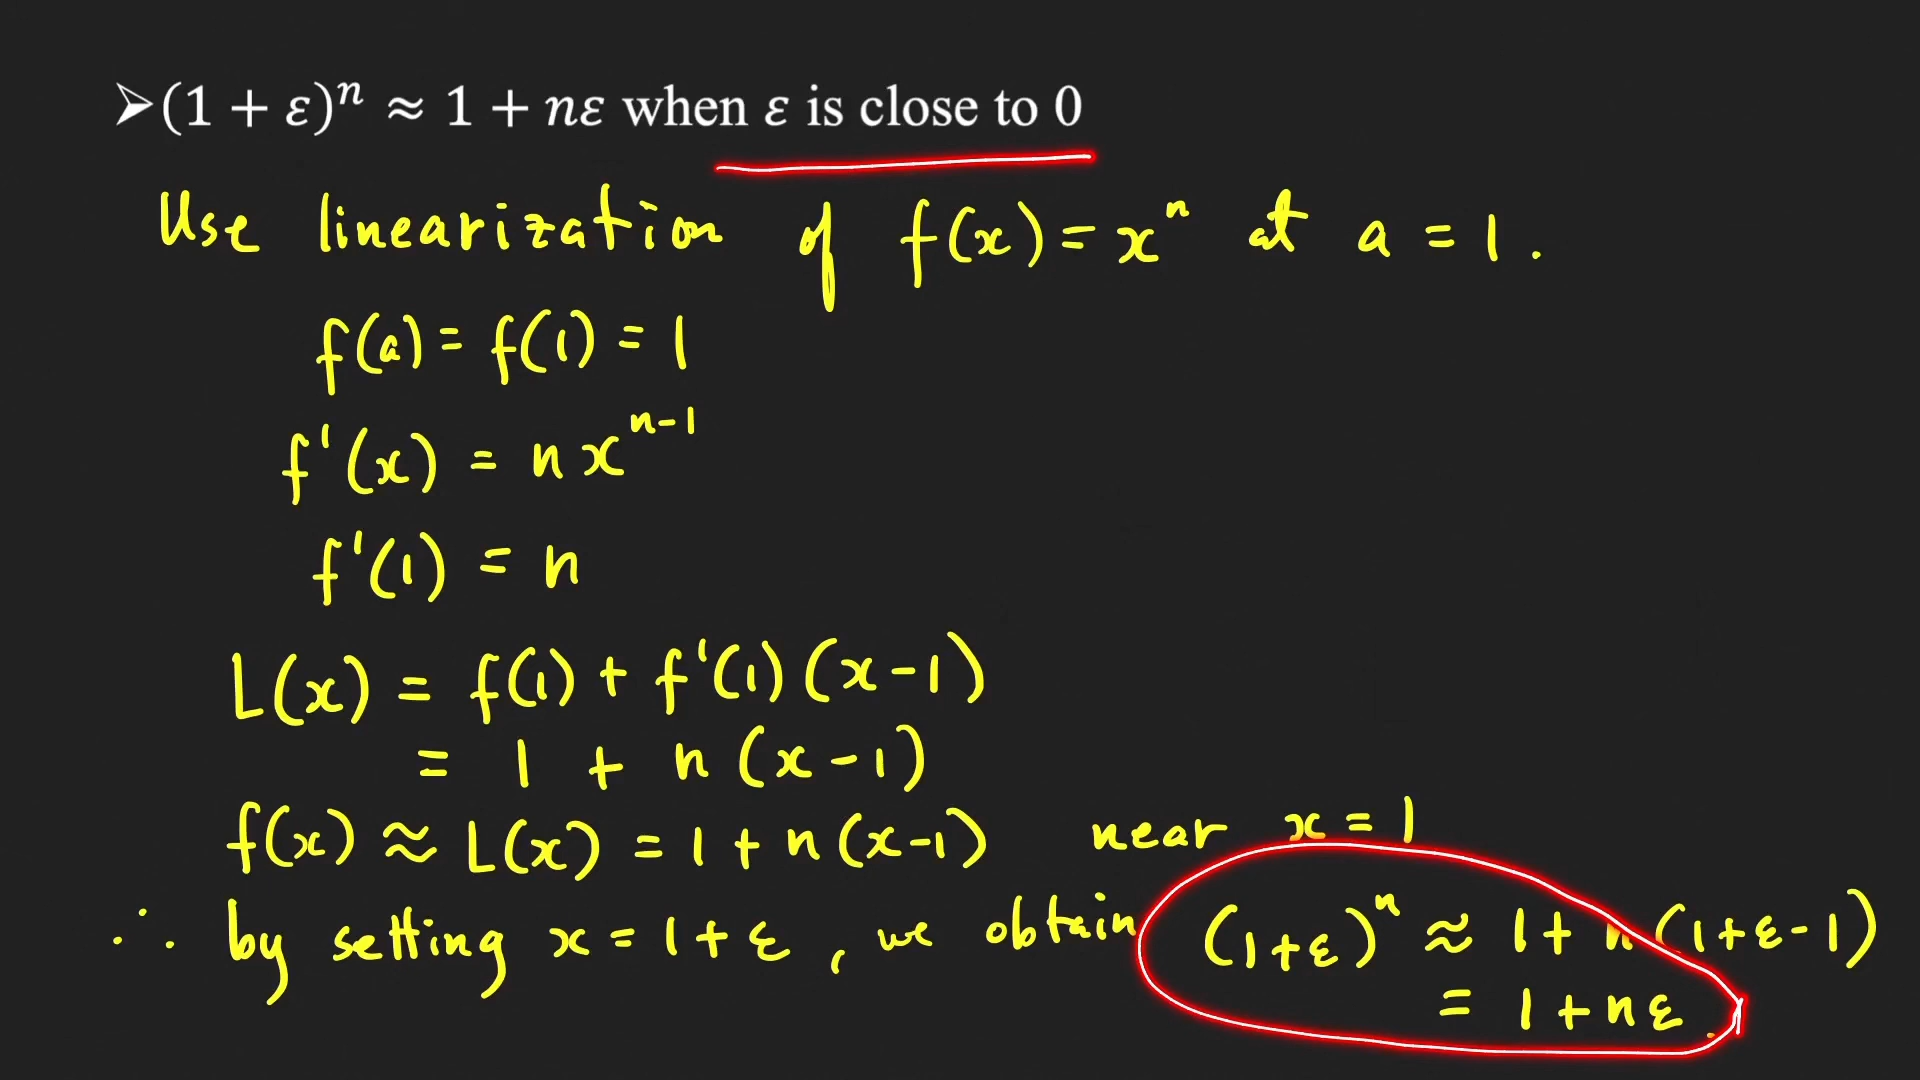 ➤(1 + ε)ⁿ ≈ 1 + nε when ε is close to 0
Use linearization of f(x) = xⁿ at a = 1.
f(a) = f(1) = 1
f'(x) = n xⁿ⁻¹
f'(1) = n
L(x) = f(1) + f'(1) (x - 1)
= 1 + n (x - 1)
f(x) ≈ L(x) = 1 + n (x - 1) near x = 1
∴ by setting x = 1 + ε, we obtain (1 + ε)ⁿ ≈ 1 + n (1 + ε - 1)
= 1 + nε.